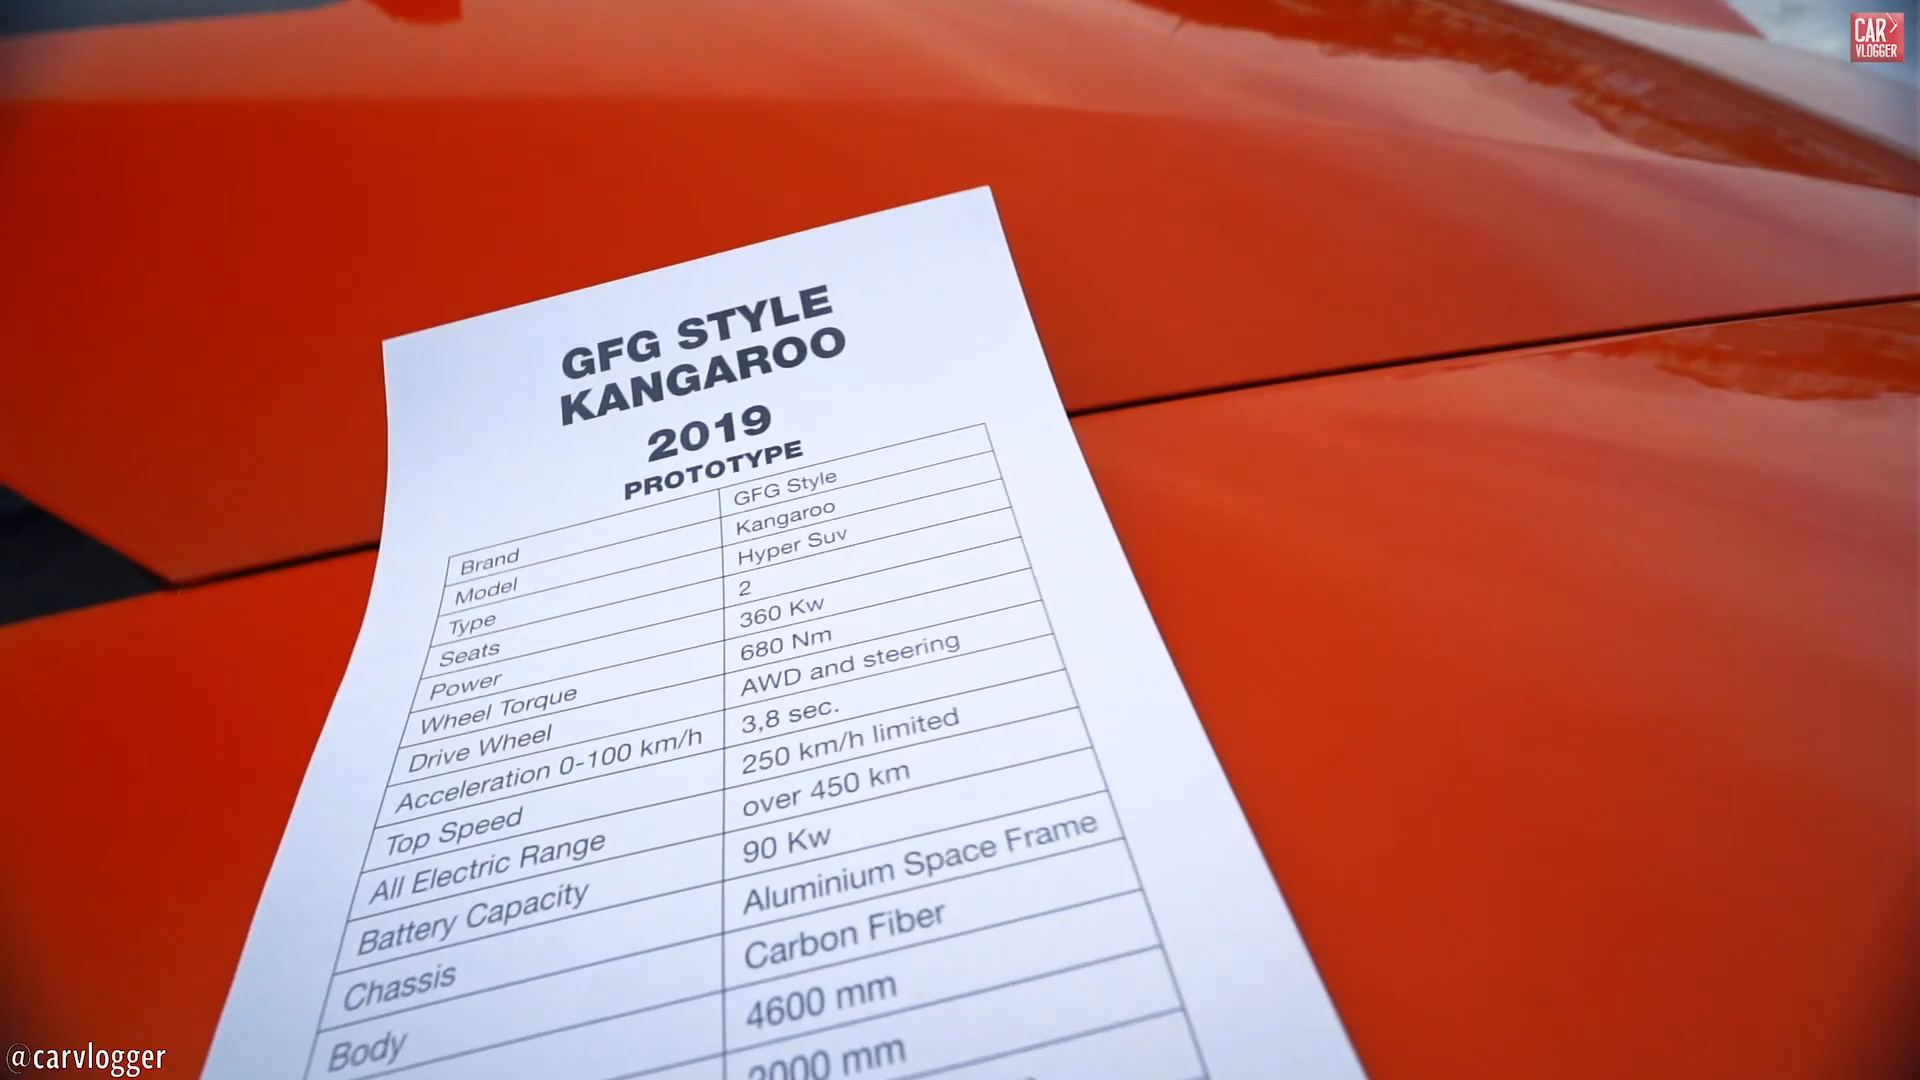 CAR
VLOGGER
GFG STYLE
KANGAROO
2019
PROTOTYPE
Brand GFG Style
Model Kangaroo
Type Hyper Suv
Seats 2
Power 360 Kw
Wheel Torque 680 Nm
Drive Wheel AWD and steering
Acceleration 0-100 km/h 3,8 sec.
Top Speed 250 km/h limited
All Electric Range over 450 km
Battery Capacity 90 Kw
Chassis Aluminium Space Frame
Body Carbon Fiber
4600 mm
2000 mm
@carvlogger